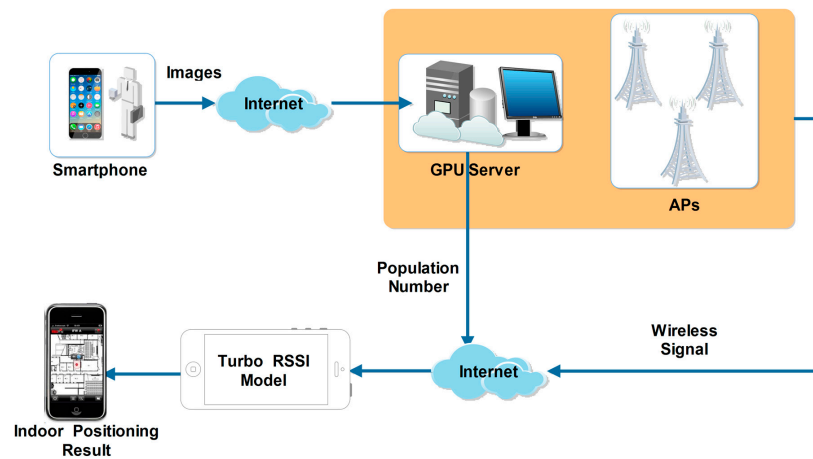 Images
Internet
Smartphone
GPU Server
APs
Population
Number
Wireless
Signal
Turbo RSSI
Model
Internet
Indoor Positioning
Result